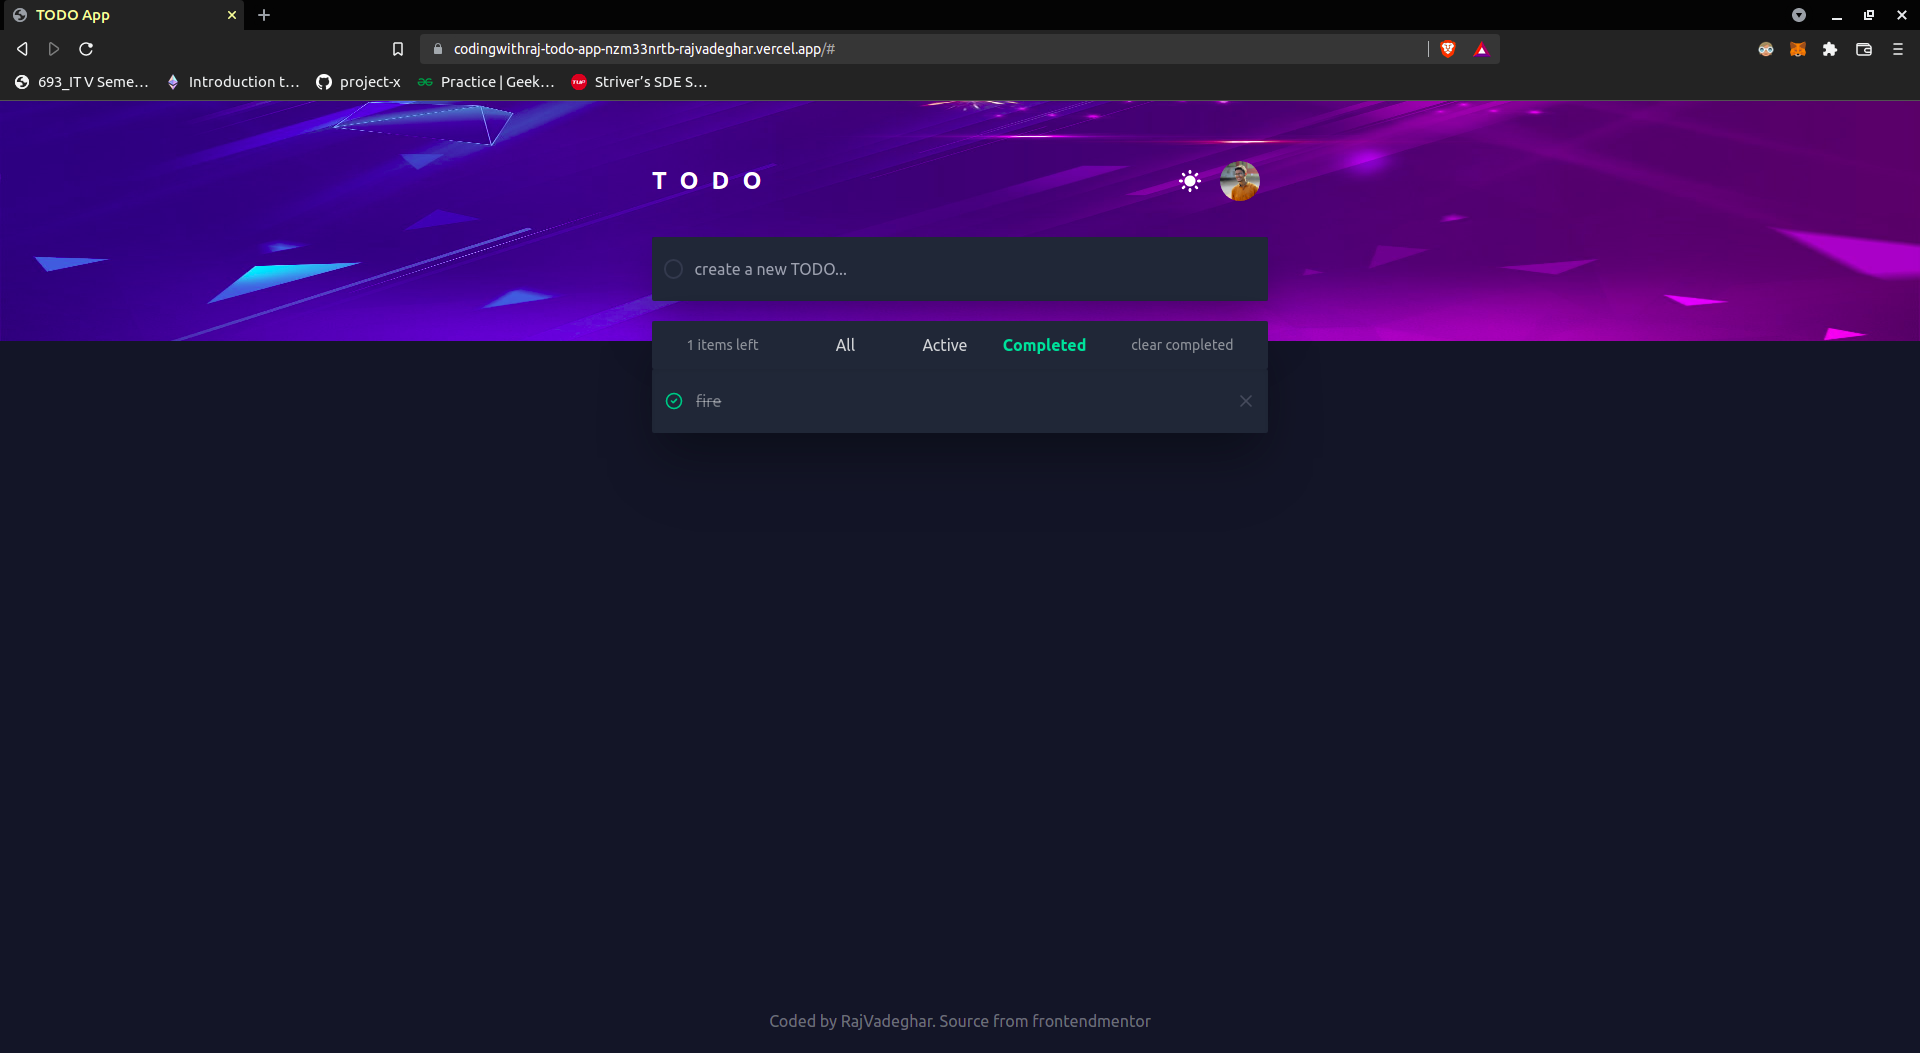 TODO App
codingwithraj-todo-app-nzm33nrtb-rajvadeghar.vercel.app/#
693_IT V Seme... Introduction t... project-x Practice | Geek... Striver's SDE S...
TODO
create a new TODO...
1 items left All Active Completed clear completed
fire
Coded by RajVadeghar. Source from frontendmentor